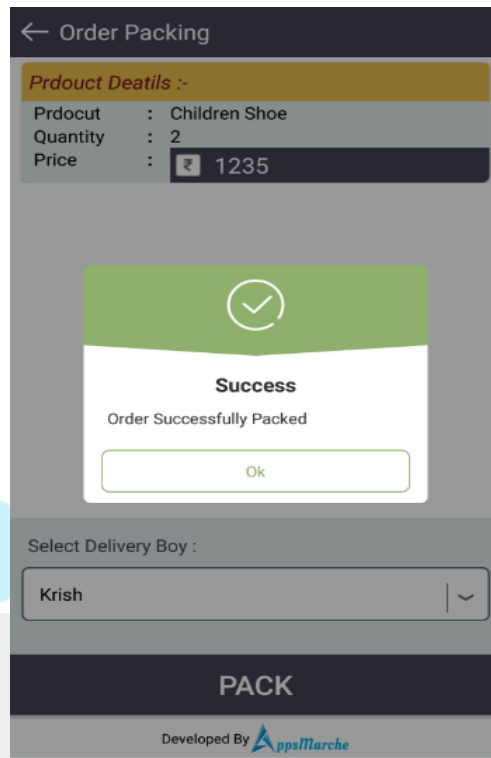 Order Packing
Prdouct Deatils :-
Prdocut : Children Shoe
Quantity : 2
Price : ₹ 1235
Success
Order Successfully Packed
Ok
Select Delivery Boy :
Krish
PACK
Developed By AppsMarche